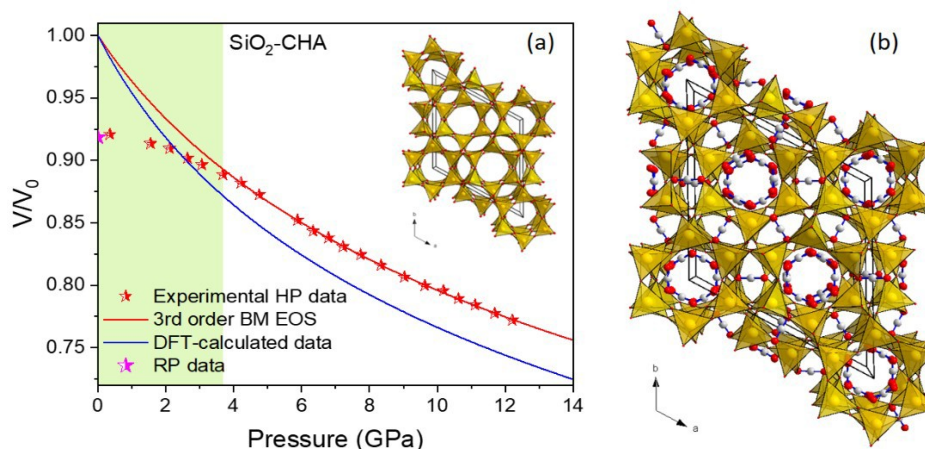 SiO₂-CHA
(a)
(b)
1.00
0.95
0.90
0.85
0.80
0.75
V/V₀
Experimental HP data
3rd order BM EOS
DFT-calculated data
RP data
0 2 4 6 8 10 12 14
Pressure (GPa)
b
a